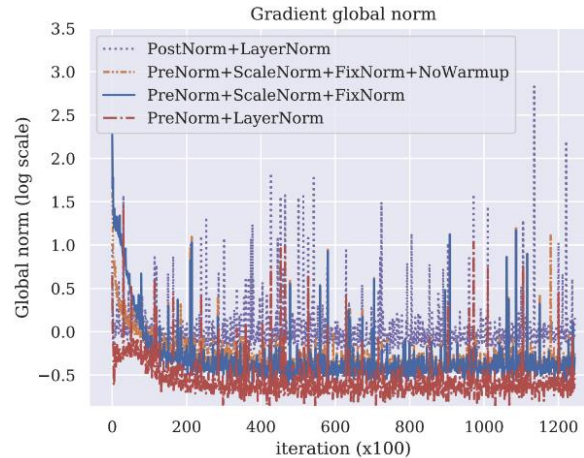 Gradient global norm
3.5
3.0
2.5
2.0
1.5
1.0
0.5
0.0
−0.5
Global norm (log scale)
PostNorm+LayerNorm
PreNorm+ScaleNorm+FixNorm+NoWarmup
PreNorm+ScaleNorm+FixNorm
PreNorm+LayerNorm
0 200 400 600 800 1000 1200
iteration (x100)